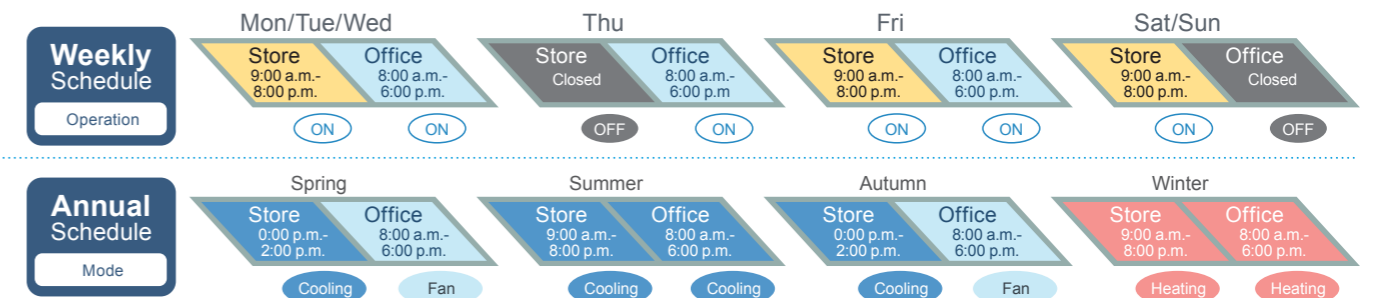 Mon/Tue/Wed
Thu
Fri
Sat/Sun
Weekly
Schedule
Operation
Store
9:00 a.m.-
8:00 p.m.
Office
8:00 a.m.-
6:00 p.m.
Store
Closed
Office
8:00 a.m.-
6:00 p.m
Store
9:00 a.m.-
8:00 p.m.
Office
8:00 a.m.-
6:00 p.m.
Store
9:00 a.m.-
8:00 p.m.
Office
Closed
ON
ON
OFF
ON
ON
ON
ON
OFF
Spring
Summer
Autumn
Winter
Annual
Schedule
Mode
Store
0:00 p.m.-
2:00 p.m.
Office
8:00 a.m.-
6:00 p.m.
Store
9:00 a.m.-
8:00 p.m.
Office
8:00 a.m.-
6:00 p.m.
Store
0:00 p.m.-
2:00 p.m.
Office
8:00 a.m.-
6:00 p.m.
Store
9:00 a.m.-
8:00 p.m.
Office
8:00 a.m.-
6:00 p.m.
Cooling
Fan
Cooling
Cooling
Cooling
Fan
Heating
Heating